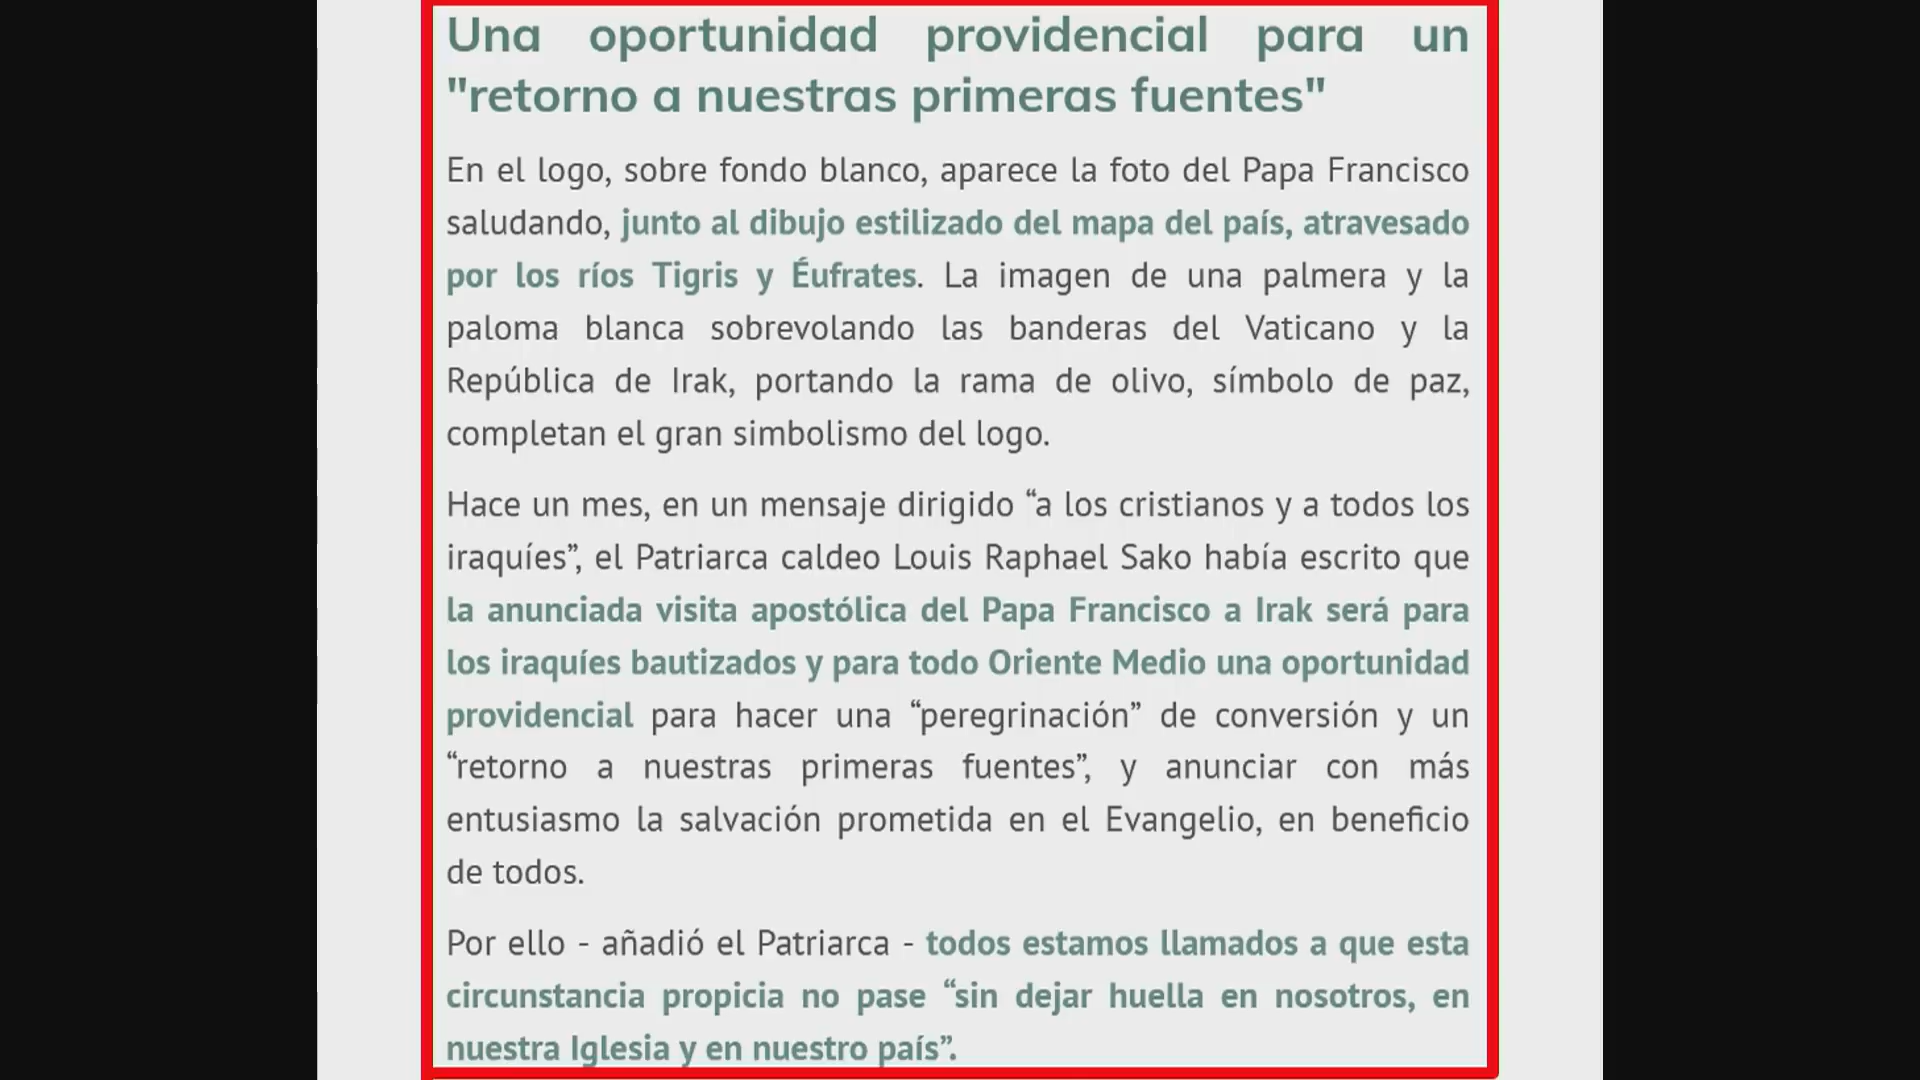 Una oportunidad providencial para un
"retorno a nuestras primeras fuentes"
En el logo, sobre fondo blanco, aparece la foto del Papa Francisco
saludando, junto al dibujo estilizado del mapa del país, atravesado
por los ríos Tigris y Éufrates. La imagen de una palmera y la
paloma blanca sobrevolando las banderas del Vaticano y la
República de Irak, portando la rama de olivo, símbolo de paz,
completan el gran simbolismo del logo.
Hace un mes, en un mensaje dirigido “a los cristianos y a todos los
iraquíes”, el Patriarca caldeo Louis Raphael Sako había escrito que
la anunciada visita apostólica del Papa Francisco a Irak será para
los iraquíes bautizados y para todo Oriente Medio una oportunidad
providencial para hacer una “peregrinación” de conversión y un
“retorno a nuestras primeras fuentes”, y anunciar con más
entusiasmo la salvación prometida en el Evangelio, en beneficio
de todos.
Por ello - añadió el Patriarca - todos estamos llamados a que esta
circunstancia propicia no pase “sin dejar huella en nosotros, en
nuestra Iglesia y en nuestro país”.